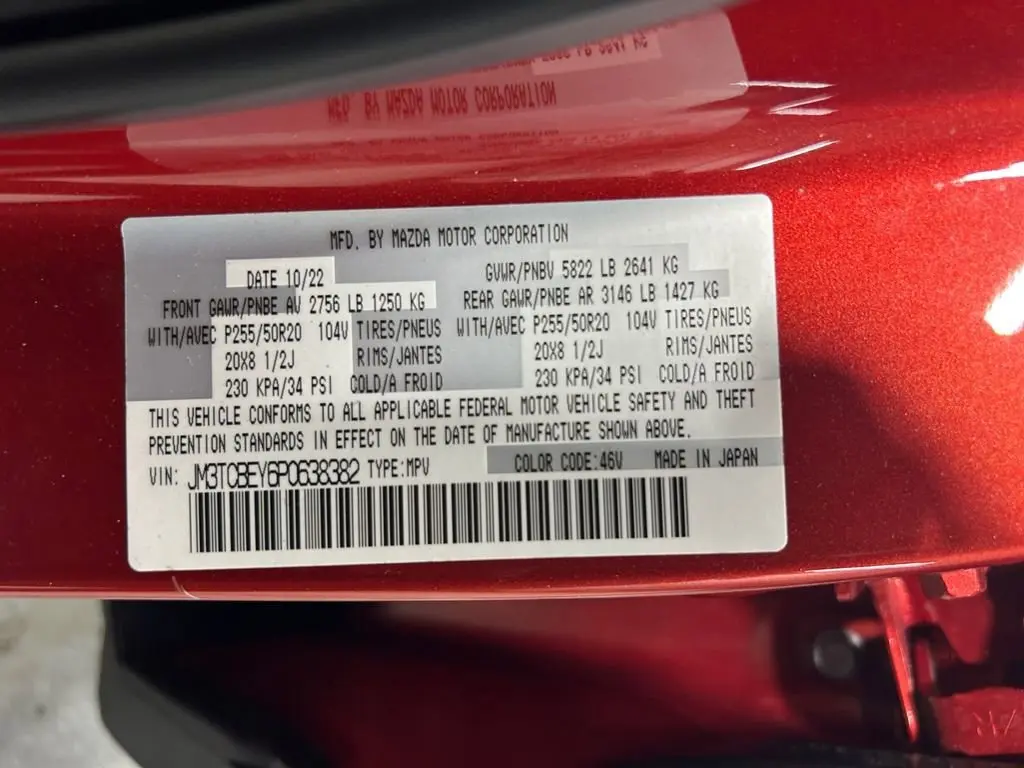 MFD. BY MAZDA MOTOR CORPORATION
DATE 10/22 GVWR/PNBV 5822 LB 2641 KG
FRONT GAWR/PNBE AV 2756 LB 1250 KG REAR GAWR/PNBE AR 3146 LB 1427 KG
WITH/AVEC P255/50R20 104V TIRES/PNEUS WITH/AVEC P255/50R20 104V TIRES/PNEUS
20X8 1/2J RIMS/JANTES 20X8 1/2J RIMS/JANTES
230 KPA/34 PSI COLD/A FROID 230 KPA/34 PSI COLD/A FROID
THIS VEHICLE CONFORMS TO ALL APPLICABLE FEDERAL MOTOR VEHICLE SAFETY AND THEFT
PREVENTION STANDARDS IN EFFECT ON THE DATE OF MANUFACTURE SHOWN ABOVE.
VIN: JM3TCBEY6P0638382 TYPE:MPV COLOR CODE:46V MADE IN JAPAN